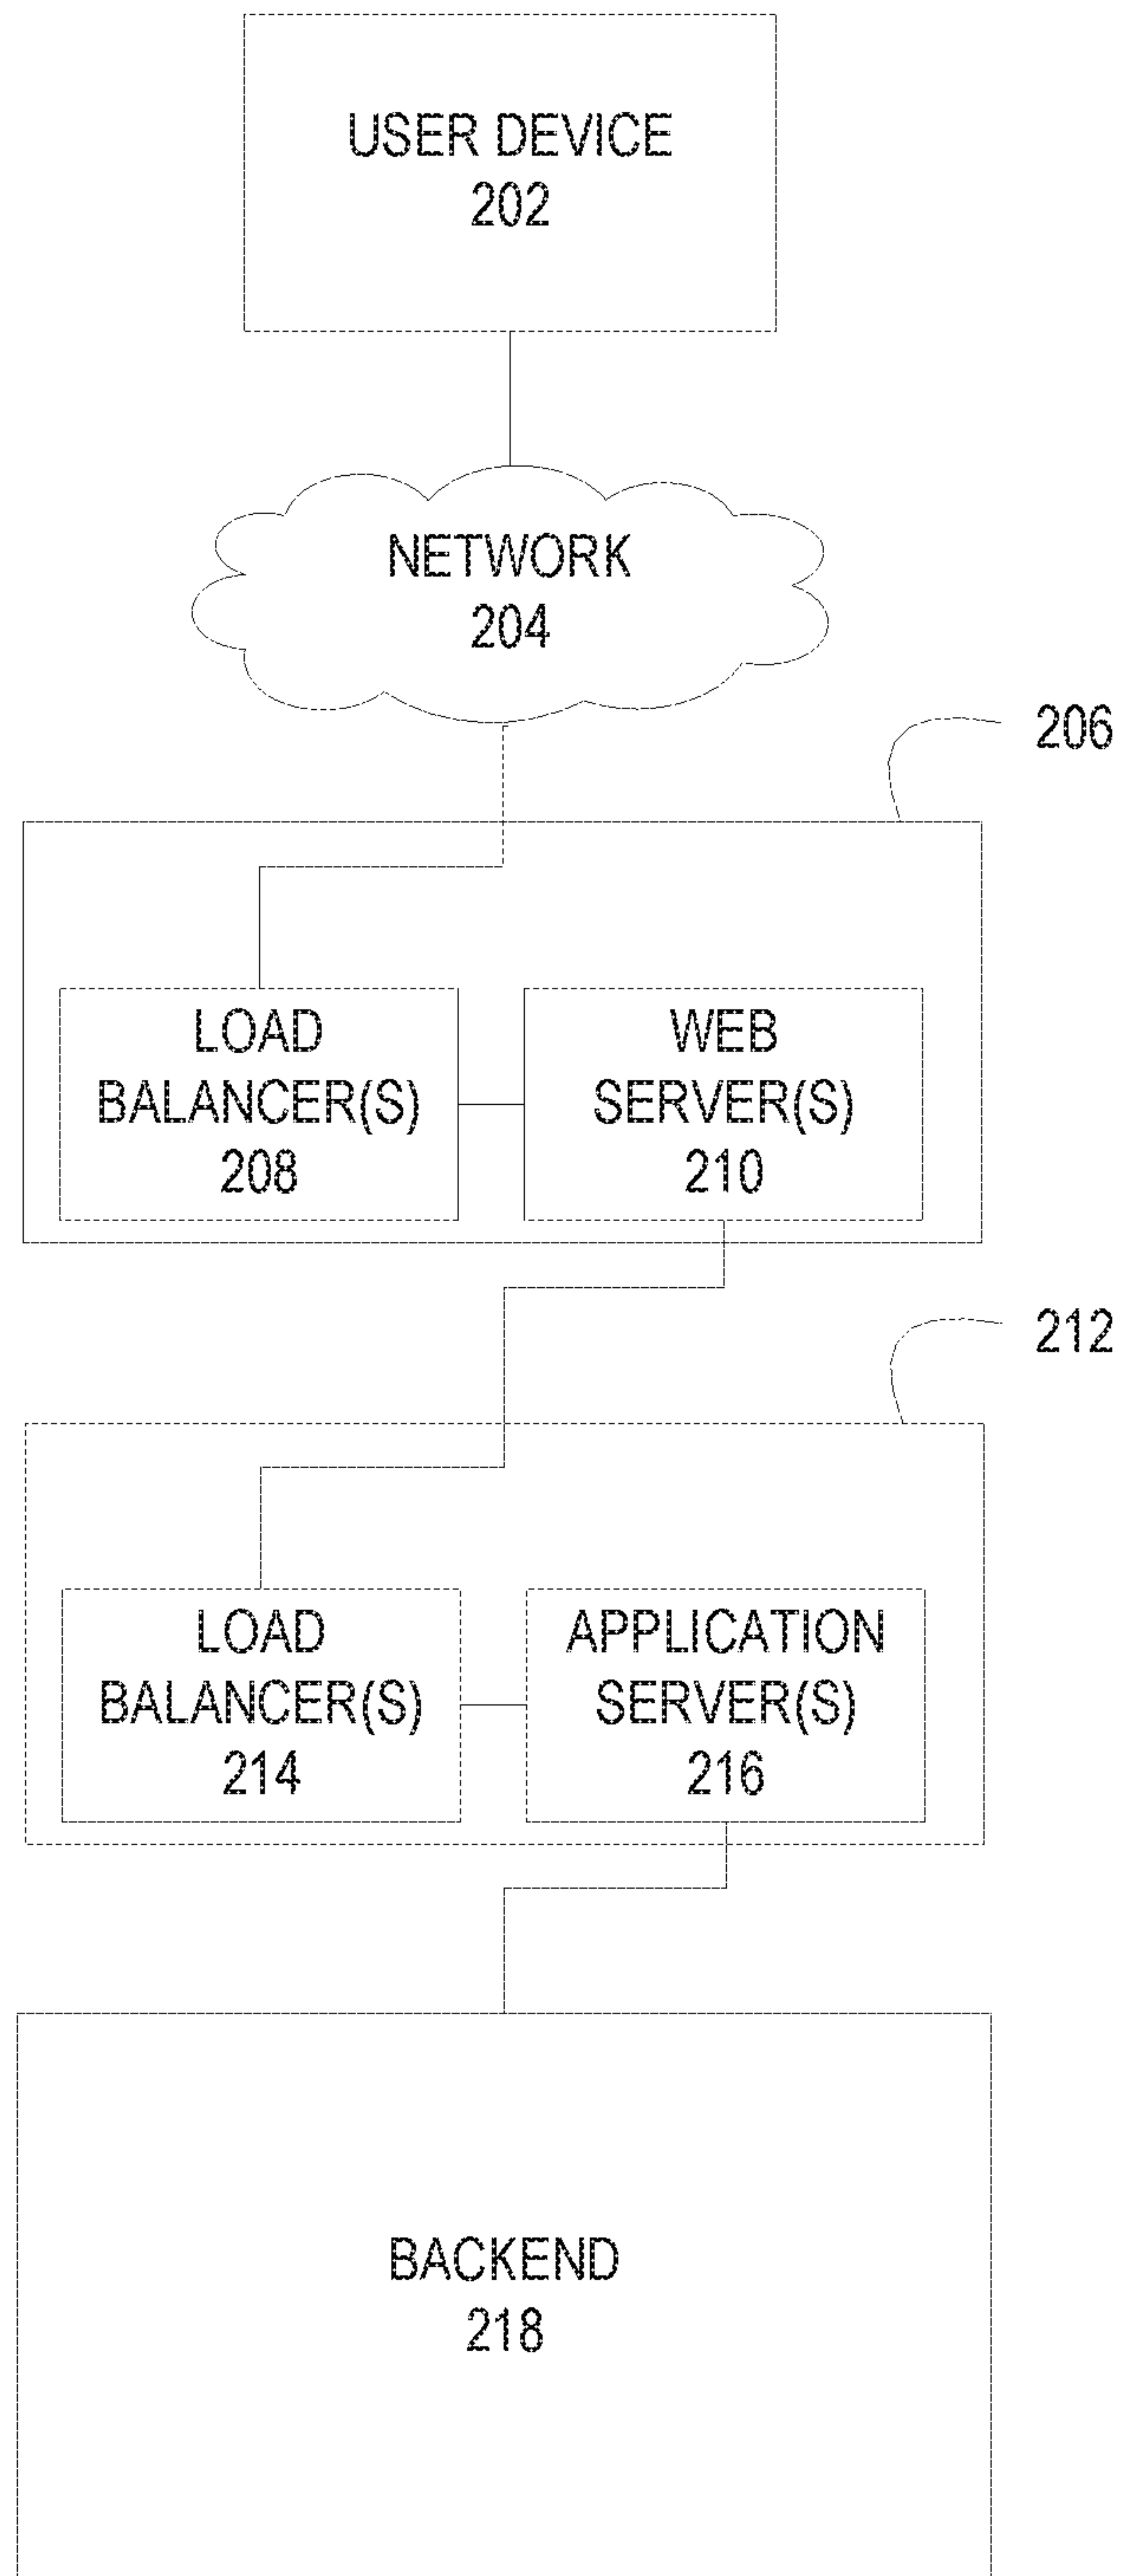 USER DEVICE
202
NETWORK
204
206
LOAD
BALANCER(S)
208
WEB
SERVER(S)
210
212
LOAD
BALANCER(S)
214
APPLICATION
SERVER(S)
216
BACKEND
218